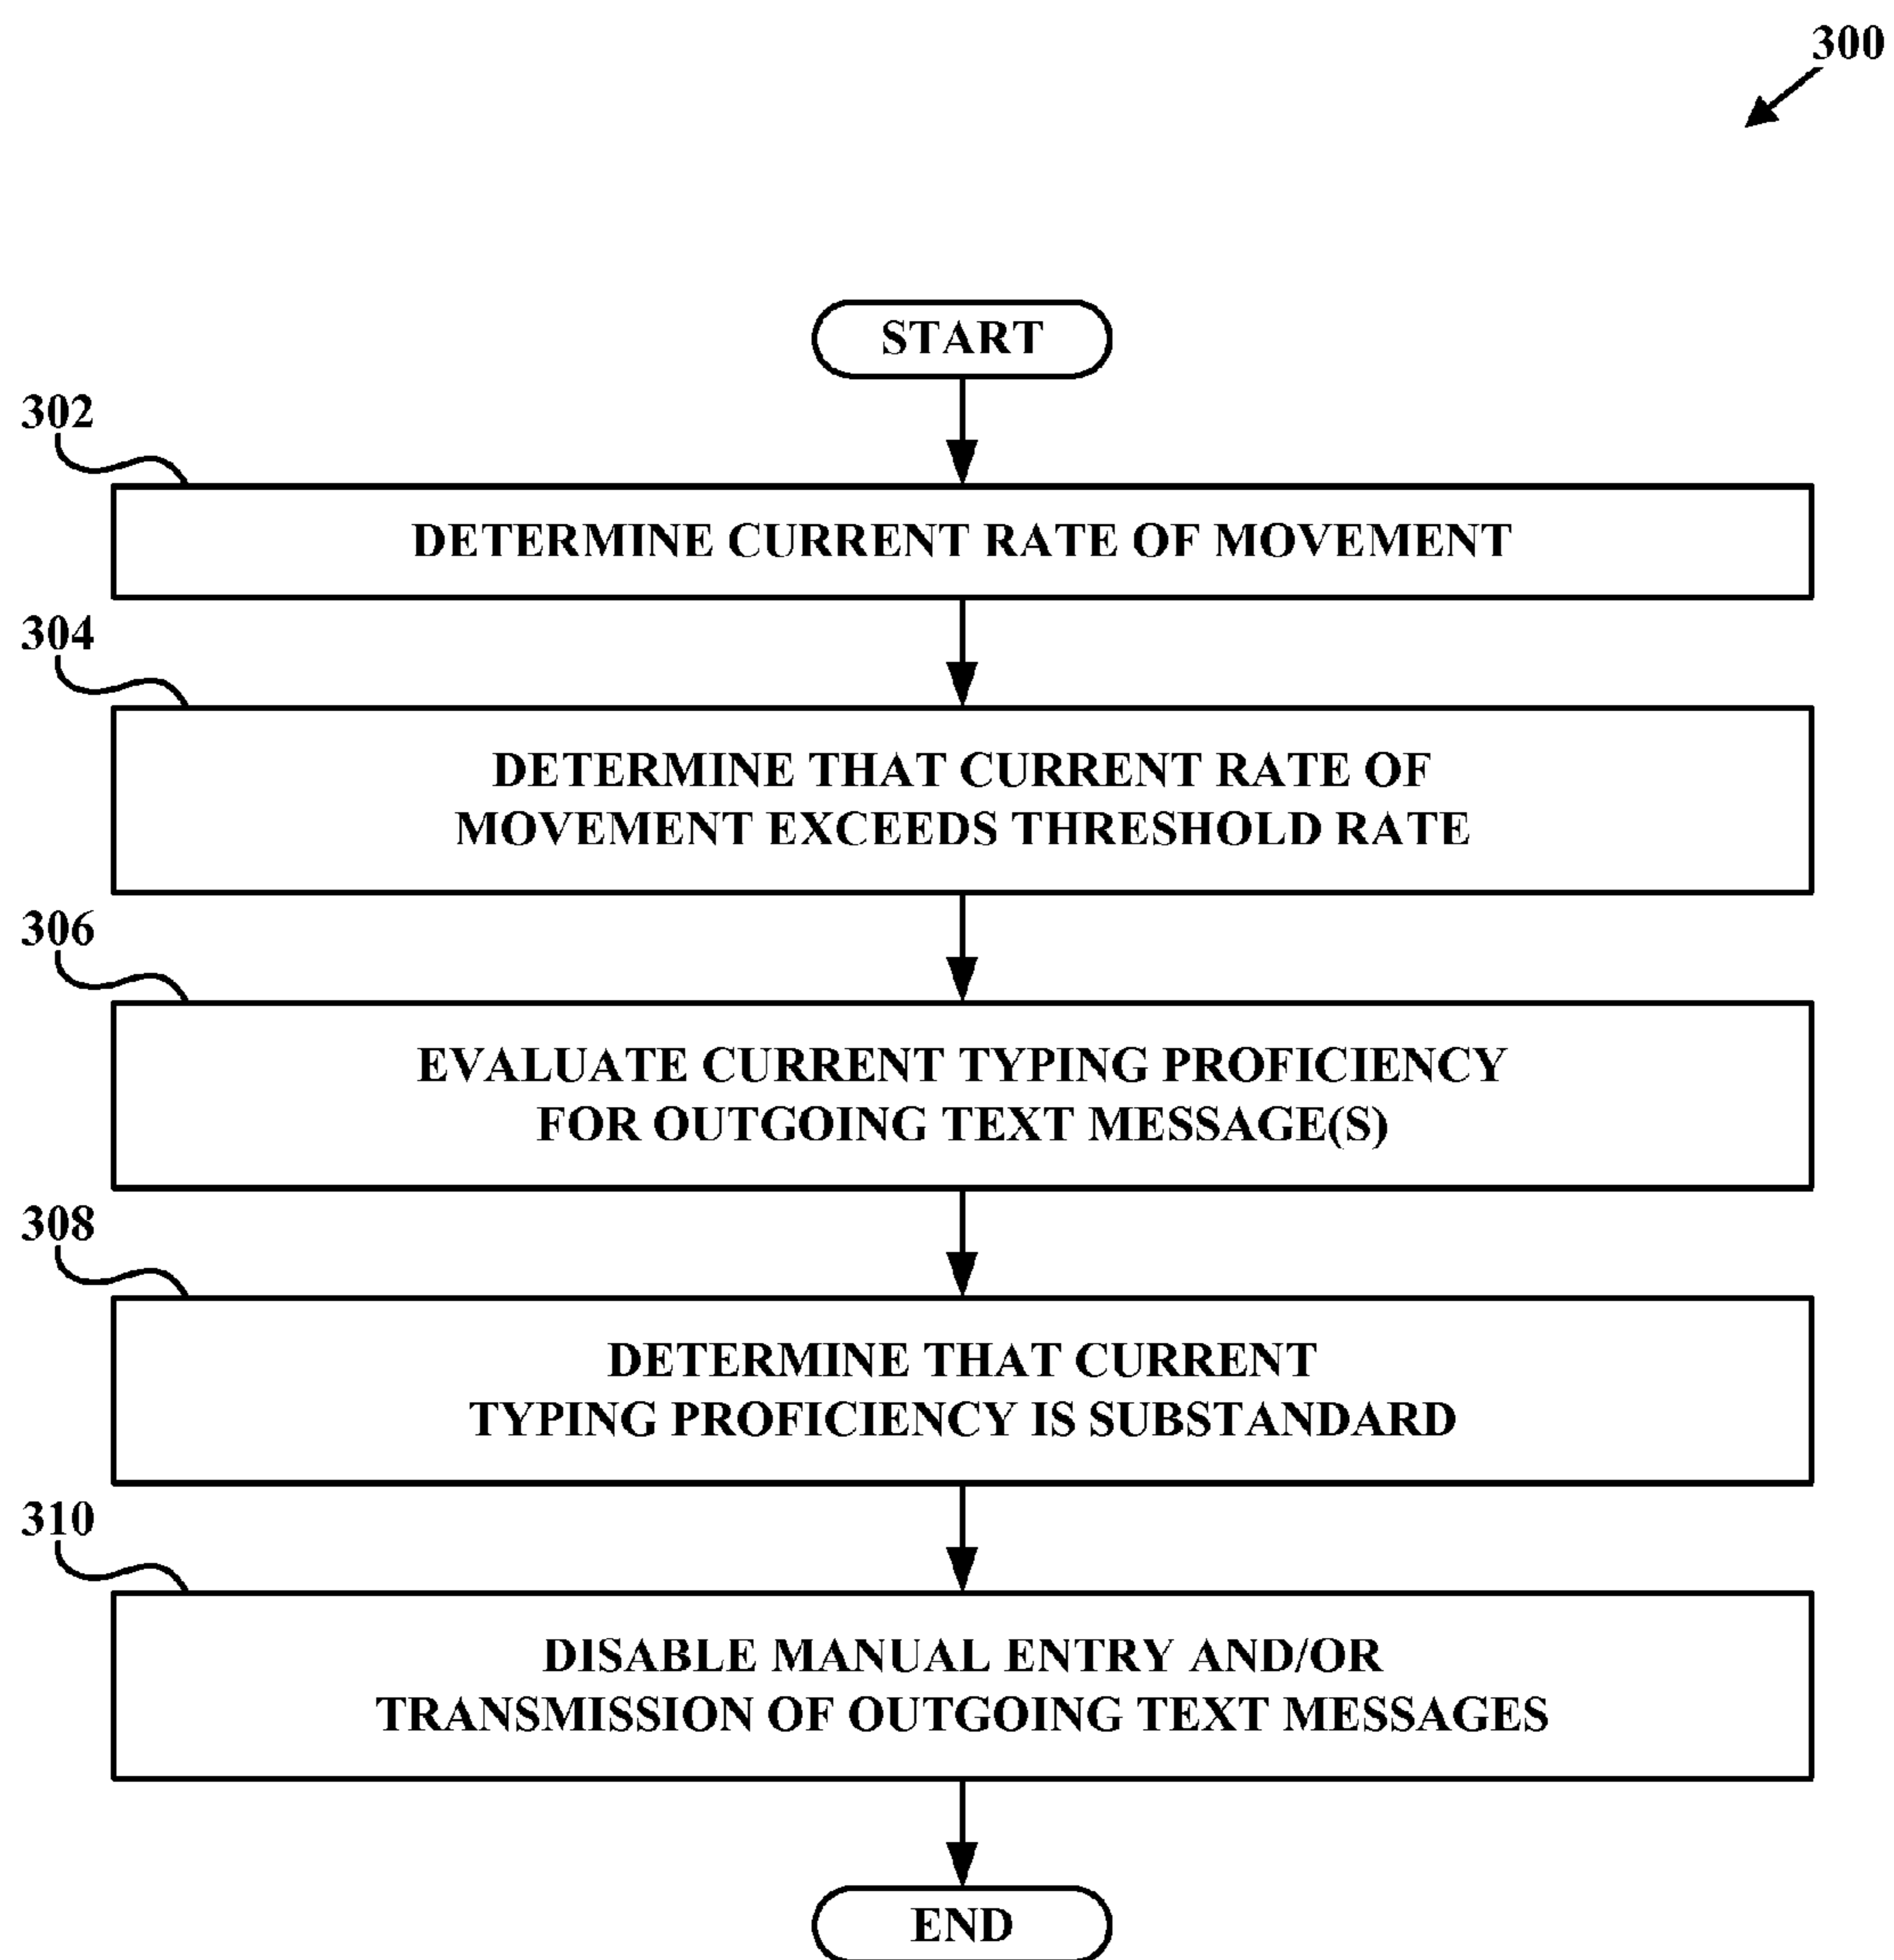 300
START
302
DETERMINE CURRENT RATE OF MOVEMENT
304
DETERMINE THAT CURRENT RATE OF
MOVEMENT EXCEEDS THRESHOLD RATE
306
EVALUATE CURRENT TYPING PROFICIENCY
FOR OUTGOING TEXT MESSAGE(S)
308
DETERMINE THAT CURRENT
TYPING PROFICIENCY IS SUBSTANDARD
310
DISABLE MANUAL ENTRY AND/OR
TRANSMISSION OF OUTGOING TEXT MESSAGES
END